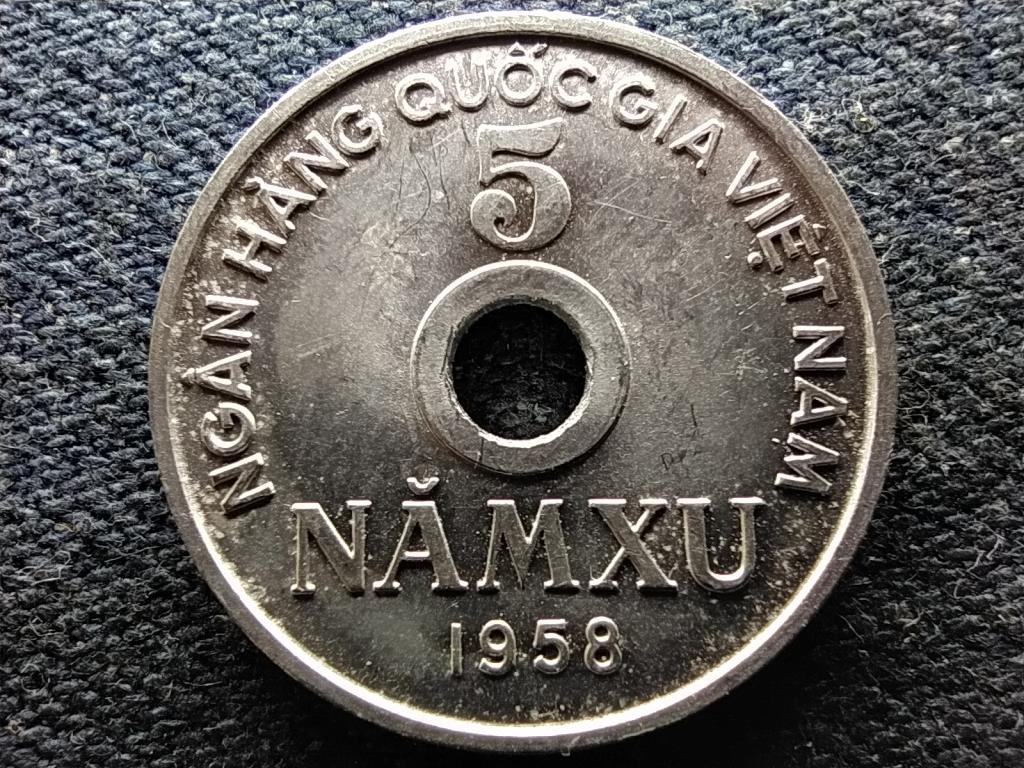 NGÂN HÀNG QUỐC GIA VIỆT NAM
5
NĂM XU
1958